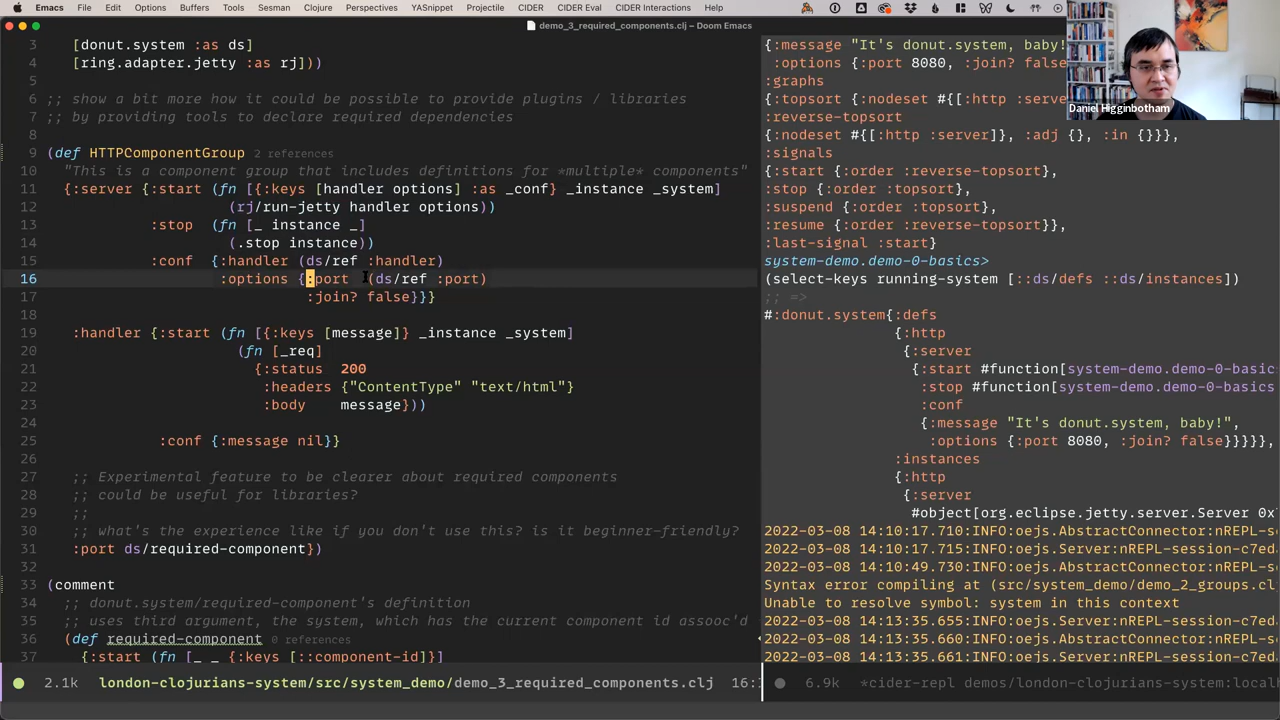 Emacs File Edit Options Buffers Tools Sesman Clojure Perspectives YASnippet Projectile CIDER CIDER Eval CIDER Interactions Help
demo_3_required_components.clj – Doom Emacs
3 [donut.system :as ds]
4 [ring.adapter.jetty :as rj]))
5
6 ;; show a bit more how it could be possible to provide plugins / libraries
7 ;; by providing tools to declare required dependencies
8
9 (def HTTPComponentGroup 2 references
10 "This is a component group that includes definitions for *multiple* components"
11 {:server {:start (fn [{:keys [handler options] :as _conf} _instance _system]
12 (rj/run-jetty handler options))
13 :stop (fn [_ instance _]
14 (.stop instance))
15 :conf {:handler (ds/ref :handler)
16 :options {:port (ds/ref :port)
17 :join? false}}}
18
19 :handler {:start (fn [{:keys [message]} _instance _system]
20 (fn [_req]
21 {:status 200
22 :headers {"ContentType" "text/html"}
23 :body message}))
24
25 :conf {:message nil}}
26
27 ;; Experimental feature to be clearer about required components
28 ;; could be useful for libraries?
29 ;;
30 ;; what's the experience like if you don't use this? is it beginner-friendly?
31 :port ds/required-component})
32
33 (comment
34 ;; donut.system/required-component's definition
35 ;; uses third argument, the system, which has the current component id assoc'd
36 (def required-component 0 references
37 {:start (fn [_ _ {:keys [::component-id]}]
2.1k london-clojurians-system/src/system_demo/demo_3_required_components.clj 16:
{:message "It's donut.system, baby!
:options {:port 8080, :join? false
:graphs
{:topsort {:nodeset #{[:http :serve
:reverse-topsort
{:nodeset #{[:http :server]}, :adj {}, :in {}}},
:signals
{:start {:order :reverse-topsort},
:stop {:order :topsort},
:suspend {:order :topsort},
:resume {:order :reverse-topsort}},
:last-signal :start}
system-demo.demo-0-basics>
(select-keys running-system [::ds/defs ::ds/instances])
;; =>
#:donut.system{:defs
{:http
{:server
{:start #function[system-demo.demo-0-basic
:stop #function[system-demo.demo-0-basics
:conf
{:message "It's donut.system, baby!",
:options {:port 8080, :join? false}}}}},
:instances
{:http
{:server
#object[org.eclipse.jetty.server.Server 0x
2022-03-08 14:10:17.710:INFO:oejs.AbstractConnector:nREPL-s
2022-03-08 14:10:17.715:INFO:oejs.Server:nREPL-session-c7ed
2022-03-08 14:10:49.730:INFO:oejs.AbstractConnector:nREPL-s
Syntax error compiling at (src/system_demo/demo_2_groups.cl
Unable to resolve symbol: system in this context
2022-03-08 14:13:35.655:INFO:oejs.Server:nREPL-session-c7ed
2022-03-08 14:13:35.660:INFO:oejs.AbstractConnector:nREPL-s
2022-03-08 14:13:35.661:INFO:oejs.Server:nREPL-session-c7ed
6.9k *cider-repl demos/london-clojurians-system:local
Daniel Higginbotham